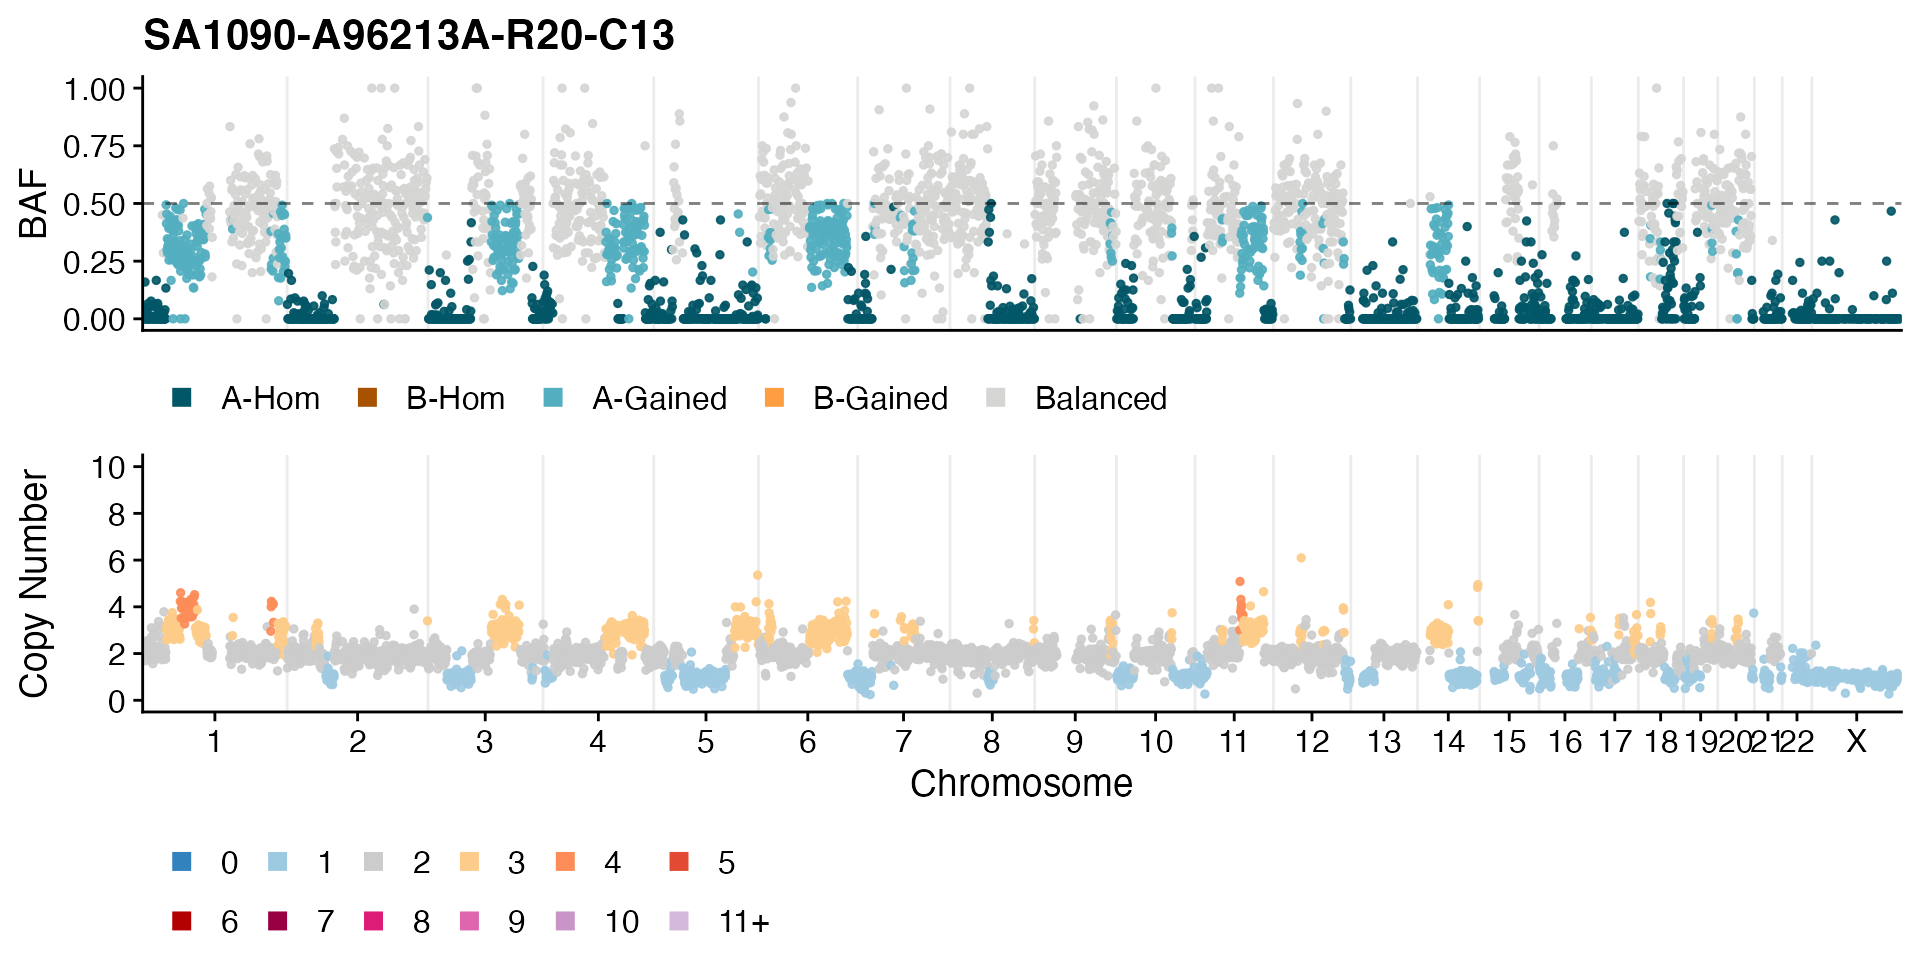 SA1090-A96213A-R20-C13
BAF
1.00
0.75
0.50
0.25
0.00
A-Hom B-Hom A-Gained B-Gained Balanced
Copy Number
10
8
6
4
2
0
1 2 3 4 5 6 7 8 9 10 11 12 13 14 15 16 17 18 19 20 21 22 X
Chromosome
0 1 2 3 4 5
6 7 8 9 10 11+